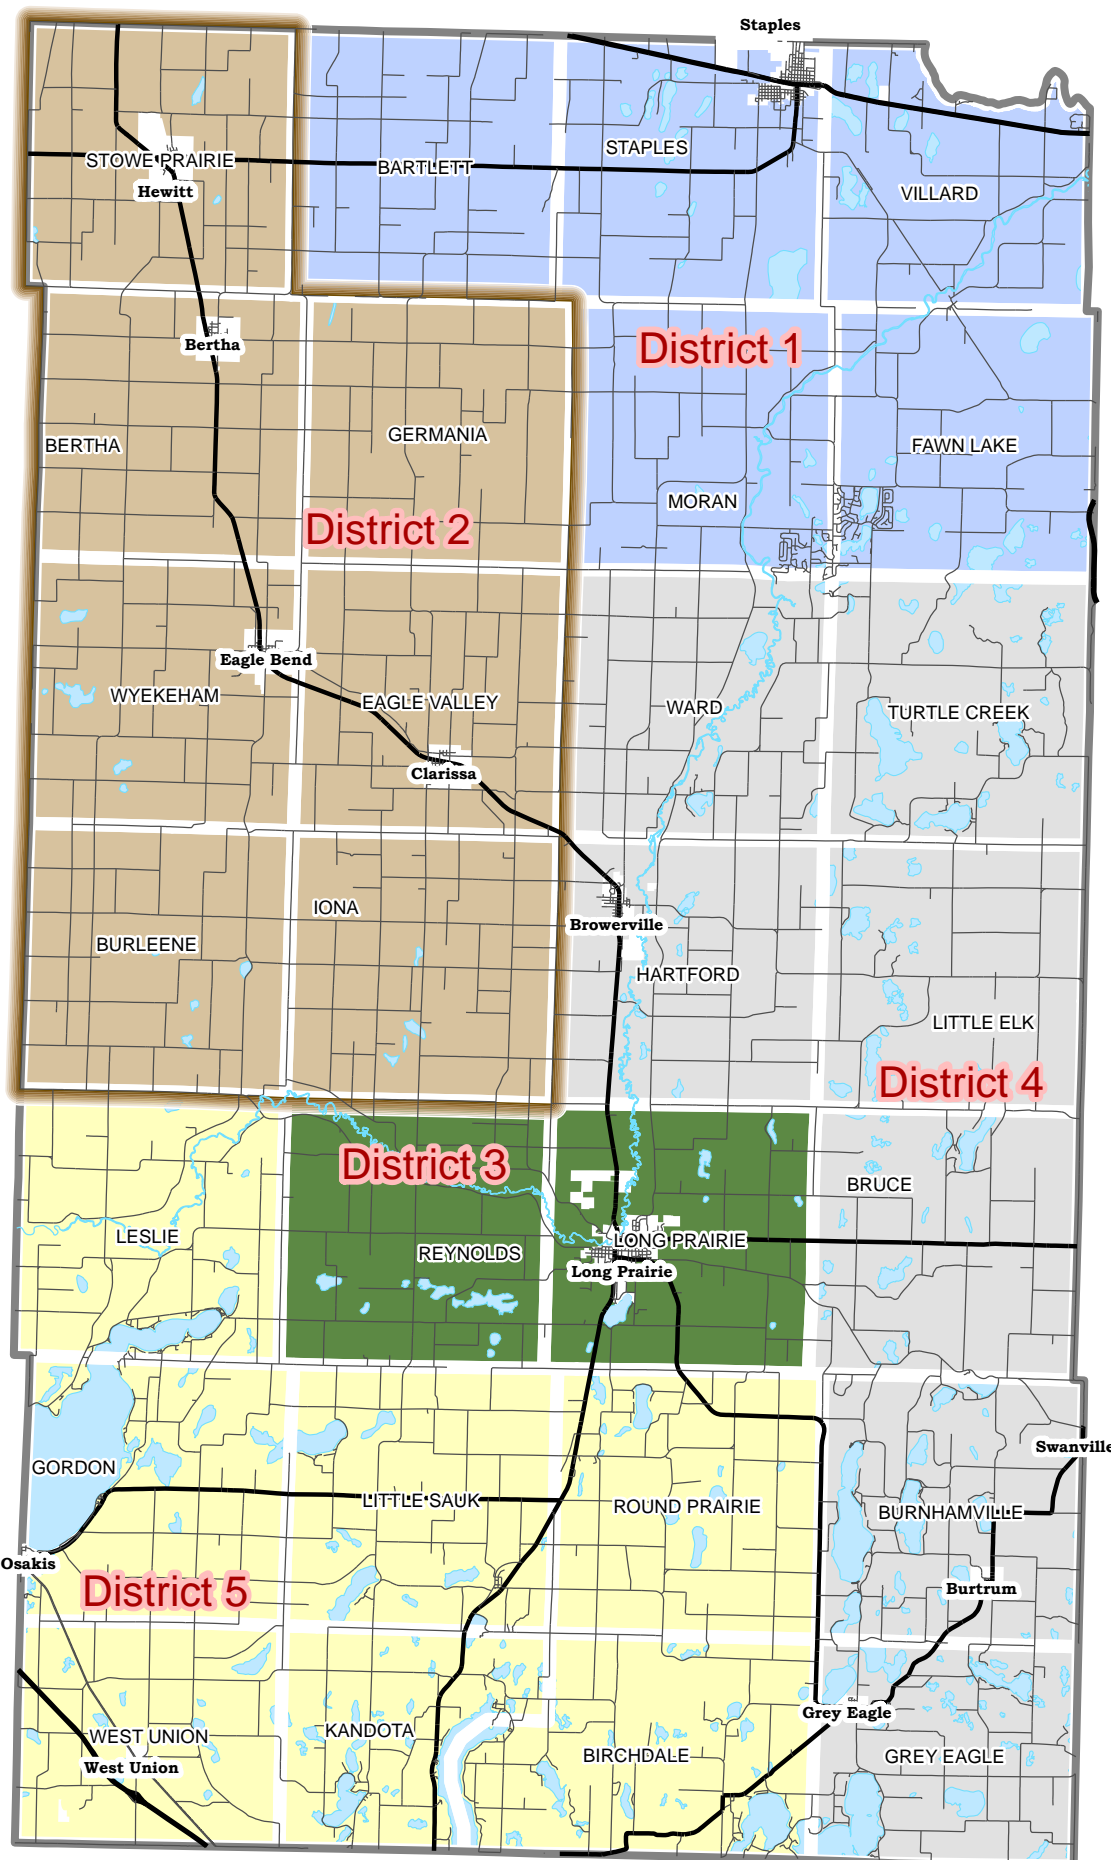 Staples
STAPLES
STOWE PRAIRIE
BARTLETT
Hewitt
VILLARD
Bertha
District 1
BERTHA
GERMANIA
FAWN LAKE
MORAN
District 2
Eagle Bend
WYEKEHAM
EAGLE VALLEY
WARD
TURTLE CREEK
Clarissa
IONA
Browerville
BURLEENE
HARTFORD
LITTLE ELK
District 4
District 3
BRUCE
LESLIE
REYNOLDS
LONG PRAIRIE
Long Prairie
Swanville
GORDON
LITTLE SAUK
ROUND PRAIRIE
BURNHAMVILLE
Osakis
District 5
Burtrum
Grey Eagle
WEST UNION
KANDOTA
BIRCHDALE
GREY EAGLE
West Union